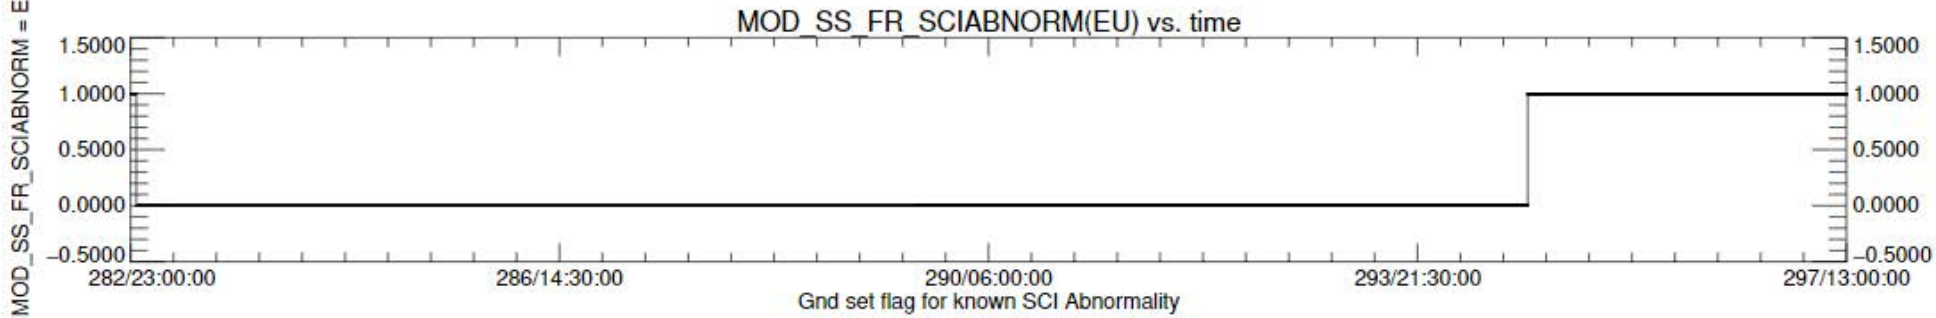 MOD_SS_FR_SCIABNORM(EU) vs. time
MOD_SS_FR_SCIABNORM = E
1.5000
1.0000
0.5000
0.0000
−0.5000
1.5000
1.0000
0.5000
0.0000
−0.5000
282/23:00:00 286/14:30:00 290/06:00:00 293/21:30:00 297/13:00:00
Gnd set flag for known SCI Abnormality